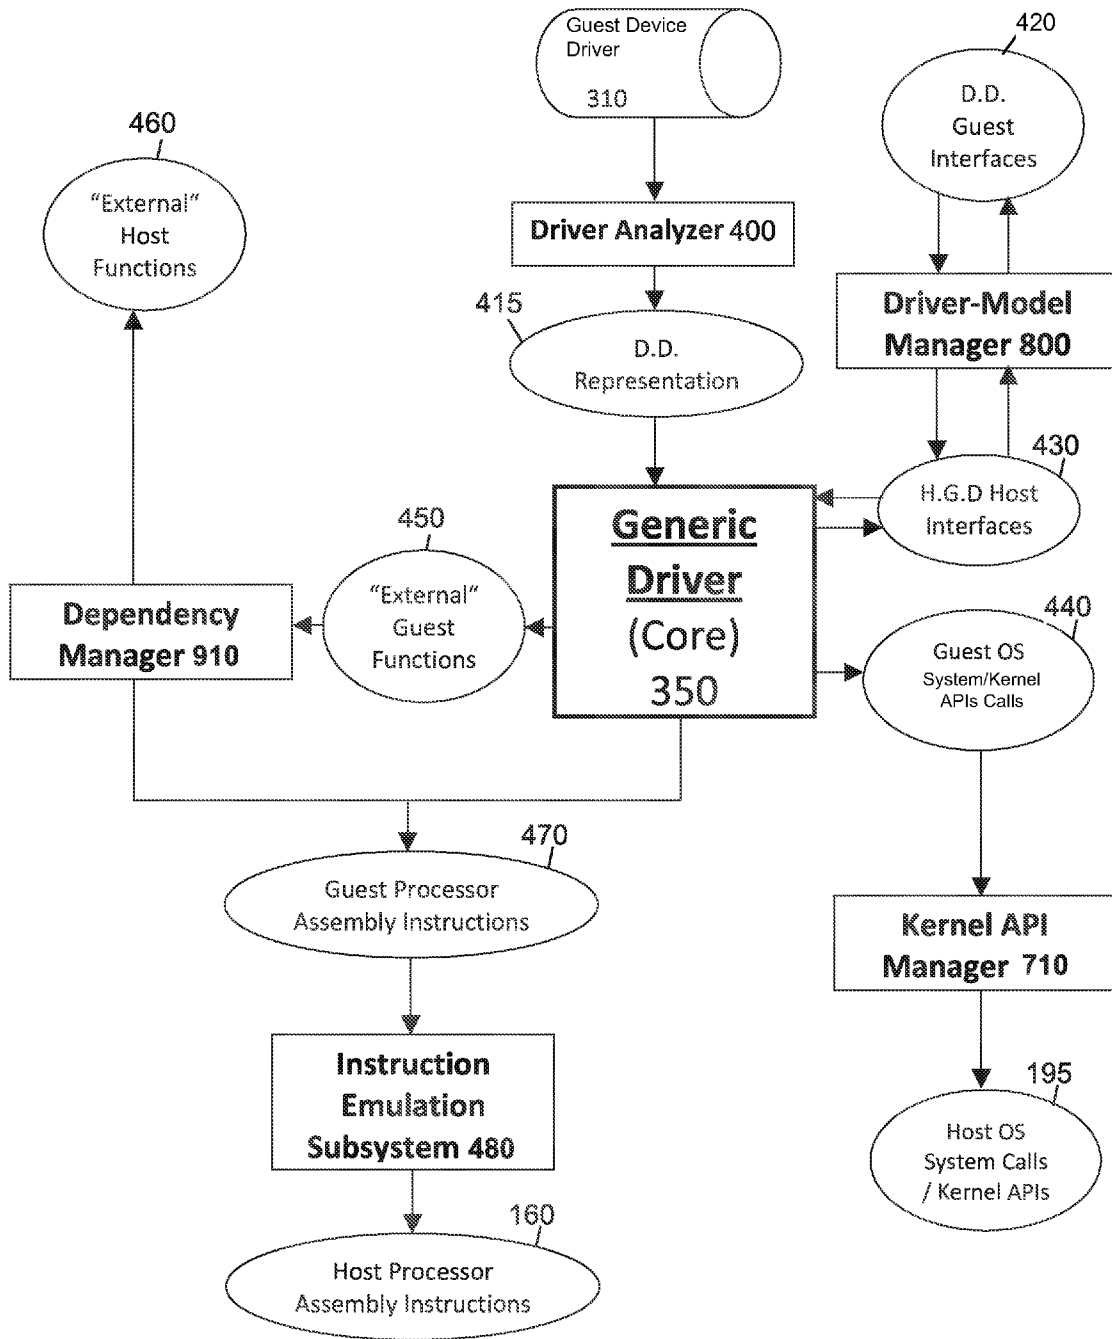 Guest Device
Driver
310
420
D.D.
Guest
Interfaces
460
"External"
Host
Functions
Driver Analyzer 400
Driver-Model
Manager 800
415
D.D.
Representation
430
H.G.D Host
Interfaces
Generic
Driver
(Core)
350
450
"External"
Guest
Functions
Dependency
Manager 910
440
Guest OS
System/Kernel
APIs Calls
470
Guest Processor
Assembly Instructions
Kernel API
Manager 710
Instruction
Emulation
Subsystem 480
195
Host OS
System Calls
/ Kernel APIs
160
Host Processor
Assembly Instructions